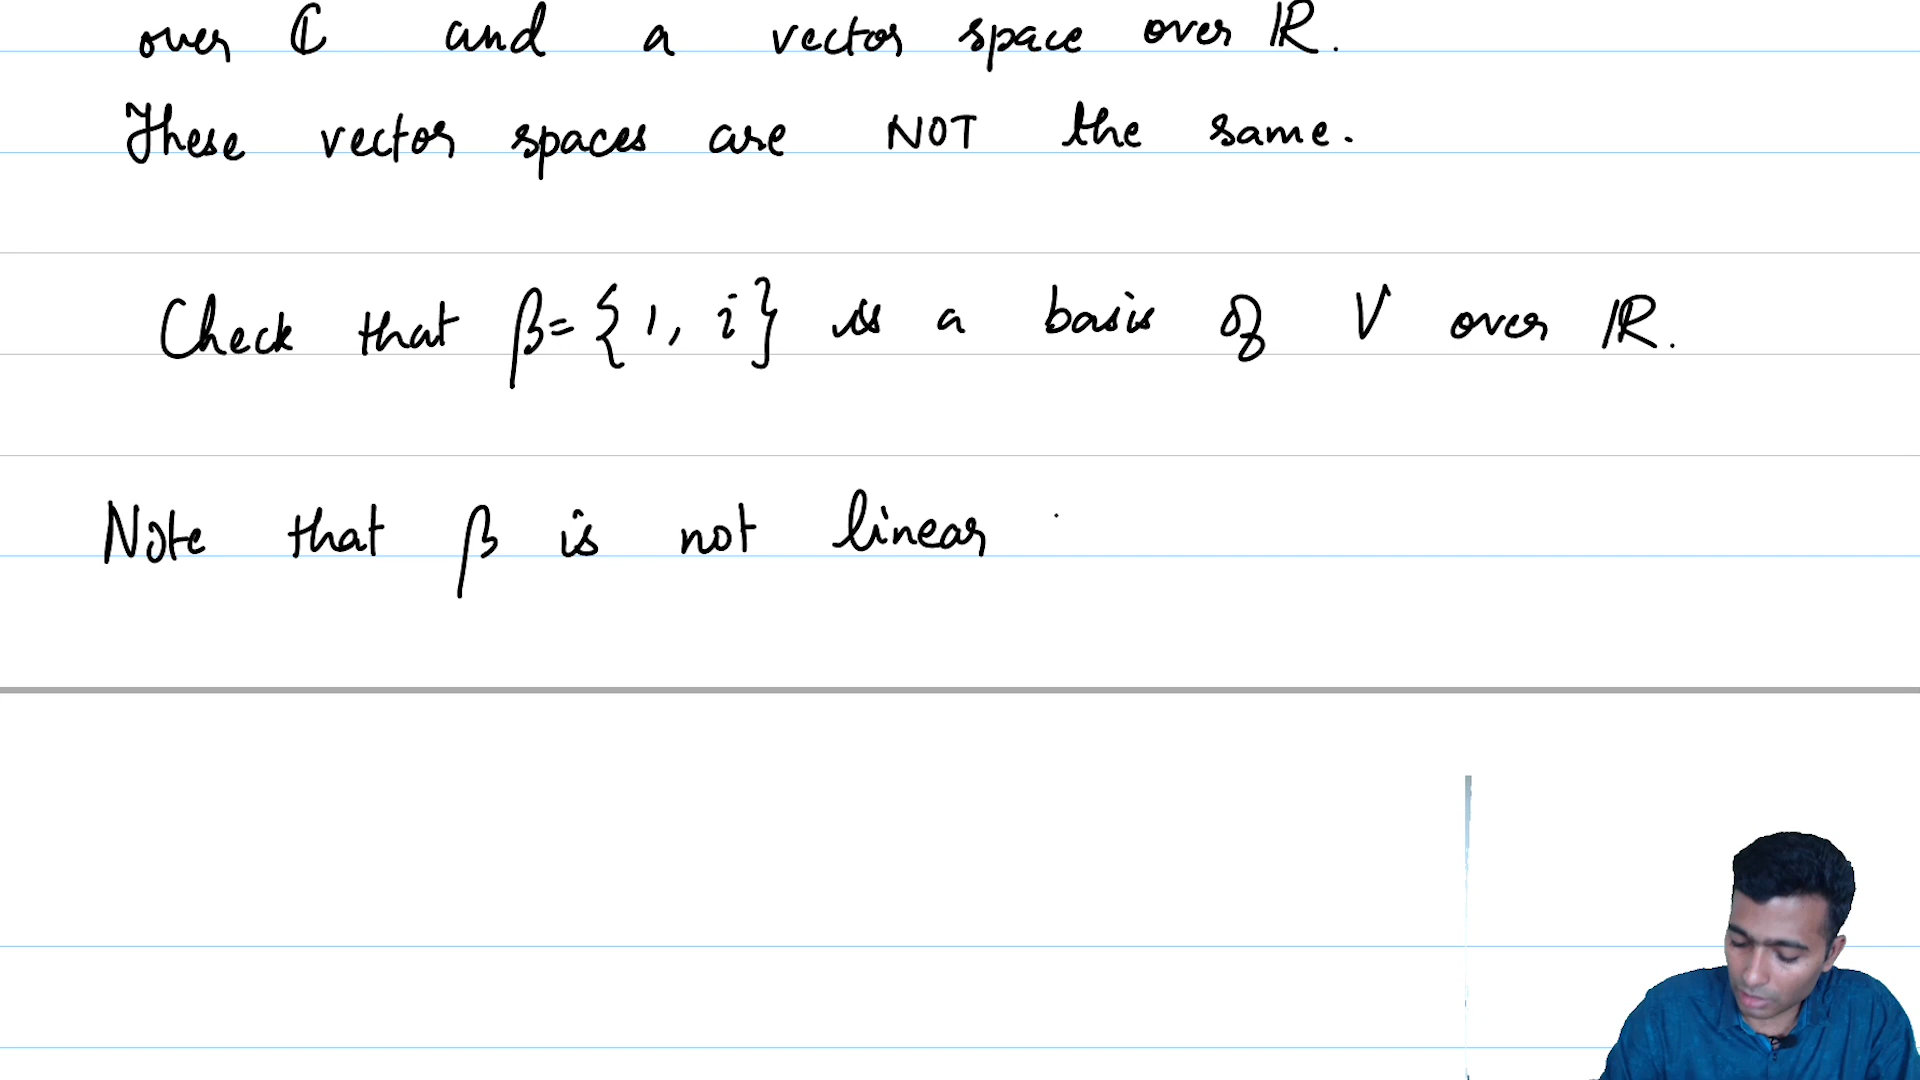 over ℂ and a vector space over ℝ.
These vector spaces are NOT the same.
Check that β = {1, i} is a basis of V over ℝ.
Note that β is not linear